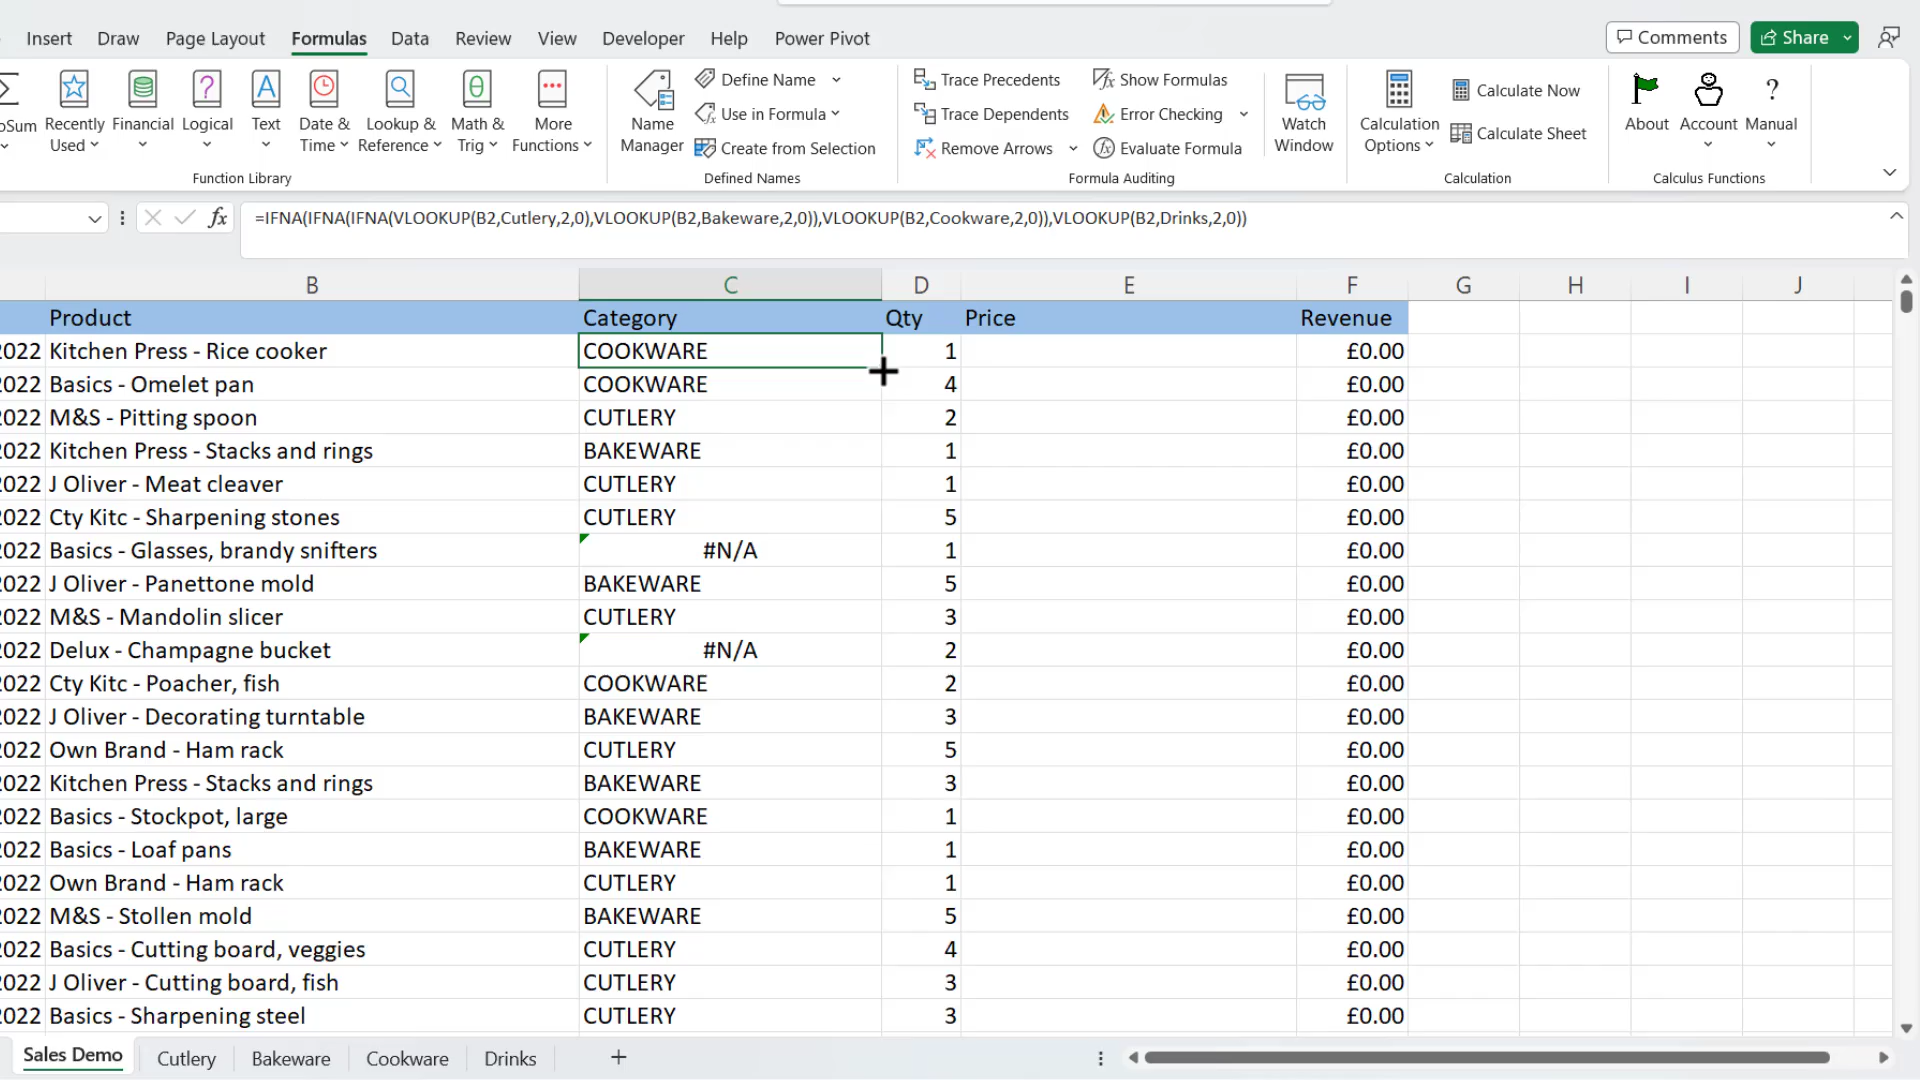 Insert Draw Page Layout Formulas Data Review View Developer Help Power Pivot Comments Share
Recently Used
Financial
Logical
Text
Date & Time
Lookup & Reference
Math & Trig
More Functions
Function Library
Name Manager
Define Name
Use in Formula
Create from Selection
Defined Names
Trace Precedents
Trace Dependents
Remove Arrows
Show Formulas
Error Checking
Evaluate Formula
Formula Auditing
Watch Window
Calculation Options
Calculate Now
Calculate Sheet
Calculation
About
Account
Manual
Calculus Functions
fx =IFNA(IFNA(IFNA(VLOOKUP(B2,Cutlery,2,0),VLOOKUP(B2,Bakeware,2,0)),VLOOKUP(B2,Cookware,2,0)),VLOOKUP(B2,Drinks,2,0))
B C D E F G H I J
Product Category Qty Price Revenue
2022 Kitchen Press - Rice cooker COOKWARE 1 £0.00
2022 Basics - Omelet pan COOKWARE 4 £0.00
2022 M&S - Pitting spoon CUTLERY 2 £0.00
2022 Kitchen Press - Stacks and rings BAKEWARE 1 £0.00
2022 J Oliver - Meat cleaver CUTLERY 1 £0.00
2022 Cty Kitc - Sharpening stones CUTLERY 5 £0.00
2022 Basics - Glasses, brandy snifters #N/A 1 £0.00
2022 J Oliver - Panettone mold BAKEWARE 5 £0.00
2022 M&S - Mandolin slicer CUTLERY 3 £0.00
2022 Delux - Champagne bucket #N/A 2 £0.00
2022 Cty Kitc - Poacher, fish COOKWARE 2 £0.00
2022 J Oliver - Decorating turntable BAKEWARE 3 £0.00
2022 Own Brand - Ham rack CUTLERY 5 £0.00
2022 Kitchen Press - Stacks and rings BAKEWARE 3 £0.00
2022 Basics - Stockpot, large COOKWARE 1 £0.00
2022 Basics - Loaf pans BAKEWARE 1 £0.00
2022 Own Brand - Ham rack CUTLERY 1 £0.00
2022 M&S - Stollen mold BAKEWARE 5 £0.00
2022 Basics - Cutting board, veggies CUTLERY 4 £0.00
2022 J Oliver - Cutting board, fish CUTLERY 3 £0.00
2022 Basics - Sharpening steel CUTLERY 3 £0.00
Sales Demo Cutlery Bakeware Cookware Drinks